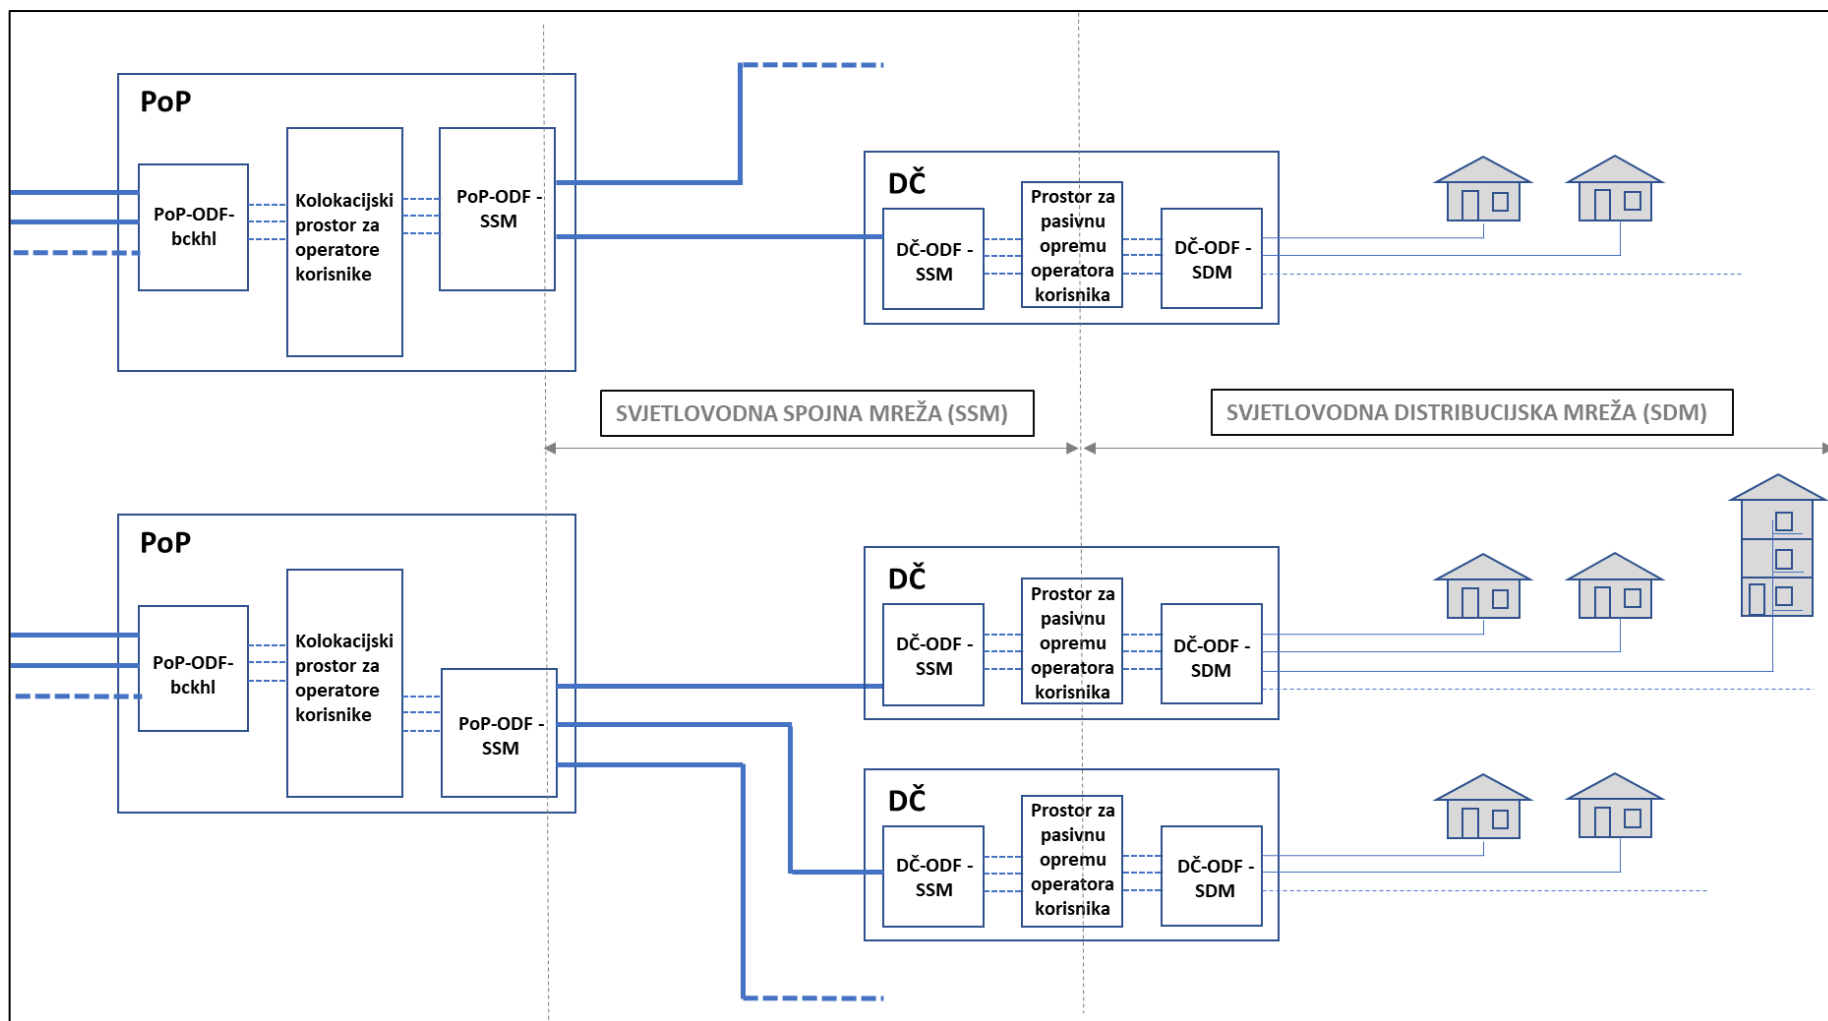 PoP
PoP-ODF-
bckhl
Kolokacijski
prostor za
operatore
korisnike
PoP-ODF -
SSM
DČ
DČ-ODF -
SSM
Prostor za
pasivnu
opremu
operatora
korisnika
DČ-ODF -
SDM
SVJETLOVODNA SPOJNA MREŽA (SSM)
SVJETLOVODNA DISTRIBUCIJSKA MREŽA (SDM)
PoP
PoP-ODF-
bckhl
Kolokacijski
prostor za
operatore
korisnike
PoP-ODF -
SSM
DČ
DČ-ODF -
SSM
Prostor za
pasivnu
opremu
operatora
korisnika
DČ-ODF -
SDM
DČ
DČ-ODF -
SSM
Prostor za
pasivnu
opremu
operatora
korisnika
DČ-ODF -
SDM